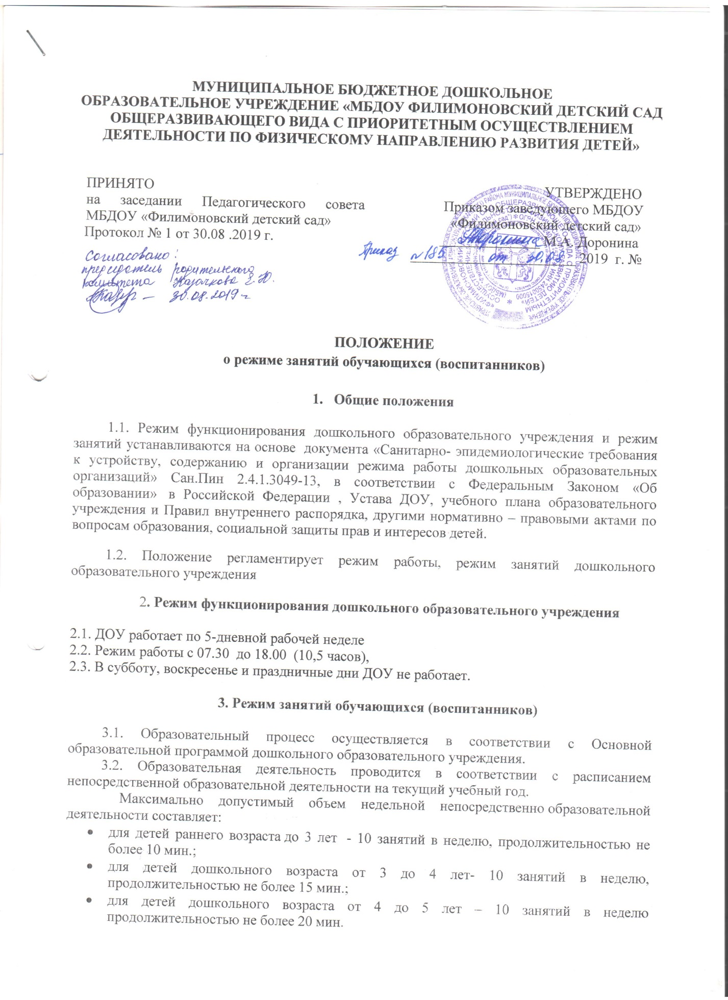 МУНИЦИПАЛЬНОЕ БЮДЖЕТНОЕ ДОШКОЛЬНОЕ
ОБРАЗОВАТЕЛЬНОЕ УЧРЕЖДЕНИЕ «МБДОУ ФИЛИМОНОВСКИЙ ДЕТСКИЙ САД
ОБЩЕРАЗВИВАЮЩЕГО ВИДА С ПРИОРИТЕТНЫМ ОСУЩЕСТВЛЕНИЕМ
ДЕЯТЕЛЬНОСТИ ПО ФИЗИЧЕСКОМУ НАПРАВЛЕНИЮ РАЗВИТИЯ ДЕТЕЙ»
ПРИНЯТО
на заседании Педагогического совета
МБДОУ «Филимоновский детский сад»
Протокол № 1 от 30.08 .2019 г.
Согласовано:
председатель родительского
комитета Казачкова Е.Ю.
30.08.2019 г
УТВЕРЖДЕНО
Приказом заведующего МБДОУ
«Филимоновский детский сад»
М.А. Доронина
Приказ №185 от 30.08 2019 г. №
ПОЛОЖЕНИЕ
о режиме занятий обучающихся (воспитанников)
1. Общие положения
1.1. Режим функционирования дошкольного образовательного учреждения и режим
занятий устанавливаются на основе документа «Санитарно- эпидемиологические требования
к устройству, содержанию и организации режима работы дошкольных образовательных
организаций» Сан.Пин 2.4.1.3049-13, в соответствии с Федеральным Законом «Об
образовании» в Российской Федерации , Устава ДОУ, учебного плана образовательного
учреждения и Правил внутреннего распорядка, другими нормативно – правовыми актами по
вопросам образования, социальной защиты прав и интересов детей.
1.2. Положение регламентирует режим работы, режим занятий дошкольного
образовательного учреждения
2. Режим функционирования дошкольного образовательного учреждения
2.1. ДОУ работает по 5-дневной рабочей неделе
2.2. Режим работы с 07.30 до 18.00 (10,5 часов),
2.3. В субботу, воскресенье и праздничные дни ДОУ не работает.
3. Режим занятий обучающихся (воспитанников)
3.1. Образовательный процесс осуществляется в соответствии с Основной
образовательной программой дошкольного образовательного учреждения.
3.2. Образовательная деятельность проводится в соответствии с расписанием
непосредственной образовательной деятельности на текущий учебный год.
Максимально допустимый объем недельной непосредственно образовательной
деятельности составляет:
• для детей раннего возраста до 3 лет - 10 занятий в неделю, продолжительностью не
более 10 мин.;
• для детей дошкольного возраста от 3 до 4 лет- 10 занятий в неделю,
продолжительностью не более 15 мин.;
• для детей дошкольного возраста от 4 до 5 лет – 10 занятий в неделю
продолжительностью не более 20 мин.